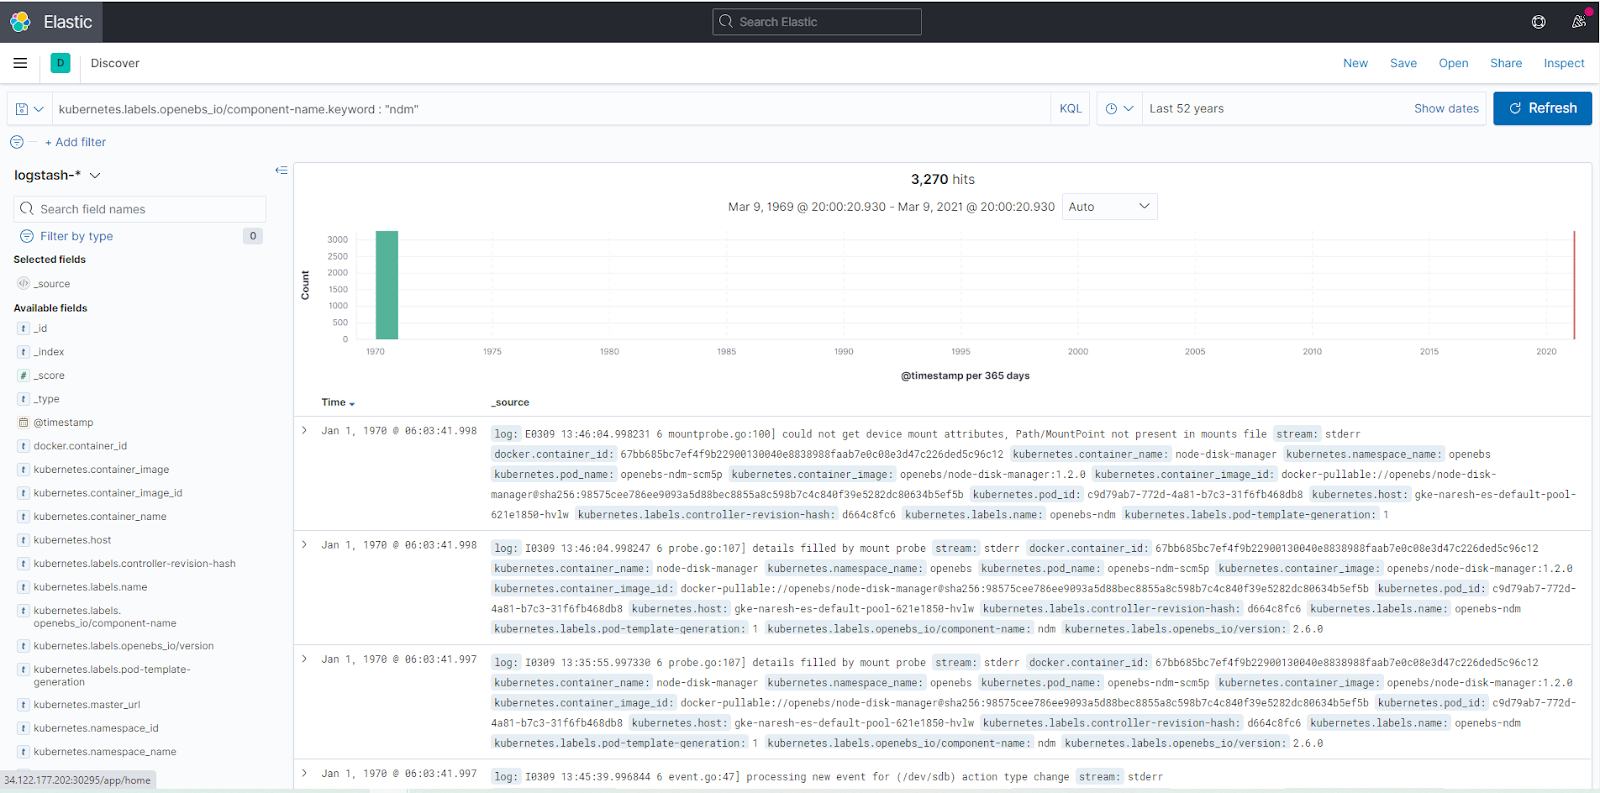 Elastic
Search Elastic
D
Discover
New Save Open Share Inspect
kubernetes.labels.openebs_io/component-name.keyword : "ndm"
KQL
Last 52 years
Show dates
Refresh
+ Add filter
logstash-*
Search field names
Filter by type
0
Selected fields
_source
Available fields
t _id
t _index
# _score
t _type
@timestamp
t docker.container_id
t kubernetes.container_image
t kubernetes.container_image_id
t kubernetes.container_name
t kubernetes.host
t kubernetes.labels.controller-revision-hash
t kubernetes.labels.name
t kubernetes.labels.
openebs_io/component-name
t kubernetes.labels.openebs_io/version
t kubernetes.labels.pod-template-
generation
t kubernetes.master_url
t kubernetes.namespace_id
t kubernetes.namespace_name
34.122.177.202:30295/app/home
3,270 hits
Mar 9, 1969 @ 20:00:20.930 - Mar 9, 2021 @ 20:00:20.930
Auto
Count
3000
2500
2000
1500
1000
500
0
1970 1975 1980 1985 1990 1995 2000 2005 2010 2015 2020
@timestamp per 365 days
Time _source
Jan 1, 1970 @ 06:03:41.998
log: E0309 13:46:04.998231 6 mountprobe.go:100] could not get device mount attributes, Path/MountPoint not present in mounts file stream: stderr
docker.container_id: 67bb685bc7ef4f9b22900130040e8838988faab7e0c08e3d47c226ded5c96c12 kubernetes.container_name: node-disk-manager kubernetes.namespace_name: openebs
kubernetes.pod_name: openebs-ndm-scm5p kubernetes.container_image: openebs/node-disk-manager:1.2.0 kubernetes.container_image_id: docker-pullable://openebs/node-disk-
manager@sha256:98575cee786ee9093a5d88bec8855a8c598b7c4c840f39e5282dc80634b5ef5b kubernetes.pod_id: c9d79ab7-772d-4a81-b7c3-31f6fb468db8 kubernetes.host: gke-naresh-es-default-pool-
621e1850-hvlw kubernetes.labels.controller-revision-hash: d664c8fc6 kubernetes.labels.name: openebs-ndm kubernetes.labels.pod-template-generation: 1
Jan 1, 1970 @ 06:03:41.998
log: I0309 13:46:04.998247 6 probe.go:107] details filled by mount probe stream: stderr docker.container_id: 67bb685bc7ef4f9b22900130040e8838988faab7e0c08e3d47c226ded5c96c12
kubernetes.container_name: node-disk-manager kubernetes.namespace_name: openebs kubernetes.pod_name: openebs-ndm-scm5p kubernetes.container_image: openebs/node-disk-manager:1.2.0
kubernetes.container_image_id: docker-pullable://openebs/node-disk-manager@sha256:98575cee786ee9093a5d88bec8855a8c598b7c4c840f39e5282dc80634b5ef5b kubernetes.pod_id: c9d79ab7-772d-
4a81-b7c3-31f6fb468db8 kubernetes.host: gke-naresh-es-default-pool-621e1850-hvlw kubernetes.labels.controller-revision-hash: d664c8fc6 kubernetes.labels.name: openebs-ndm
kubernetes.labels.pod-template-generation: 1 kubernetes.labels.openebs_io/component-name: ndm kubernetes.labels.openebs_io/version: 2.6.0
Jan 1, 1970 @ 06:03:41.997
log: I0309 13:35:55.997330 6 probe.go:107] details filled by mount probe stream: stderr docker.container_id: 67bb685bc7ef4f9b22900130040e8838988faab7e0c08e3d47c226ded5c96c12
kubernetes.container_name: node-disk-manager kubernetes.namespace_name: openebs kubernetes.pod_name: openebs-ndm-scm5p kubernetes.container_image: openebs/node-disk-manager:1.2.0
kubernetes.container_image_id: docker-pullable://openebs/node-disk-manager@sha256:98575cee786ee9093a5d88bec8855a8c598b7c4c840f39e5282dc80634b5ef5b kubernetes.pod_id: c9d79ab7-772d-
4a81-b7c3-31f6fb468db8 kubernetes.host: gke-naresh-es-default-pool-621e1850-hvlw kubernetes.labels.controller-revision-hash: d664c8fc6 kubernetes.labels.name: openebs-ndm
kubernetes.labels.pod-template-generation: 1 kubernetes.labels.openebs_io/component-name: ndm kubernetes.labels.openebs_io/version: 2.6.0
Jan 1, 1970 @ 06:03:41.997
log: I0309 13:45:39.996844 6 event.go:47] processing new event for (/dev/sdb) action type change stream: stderr